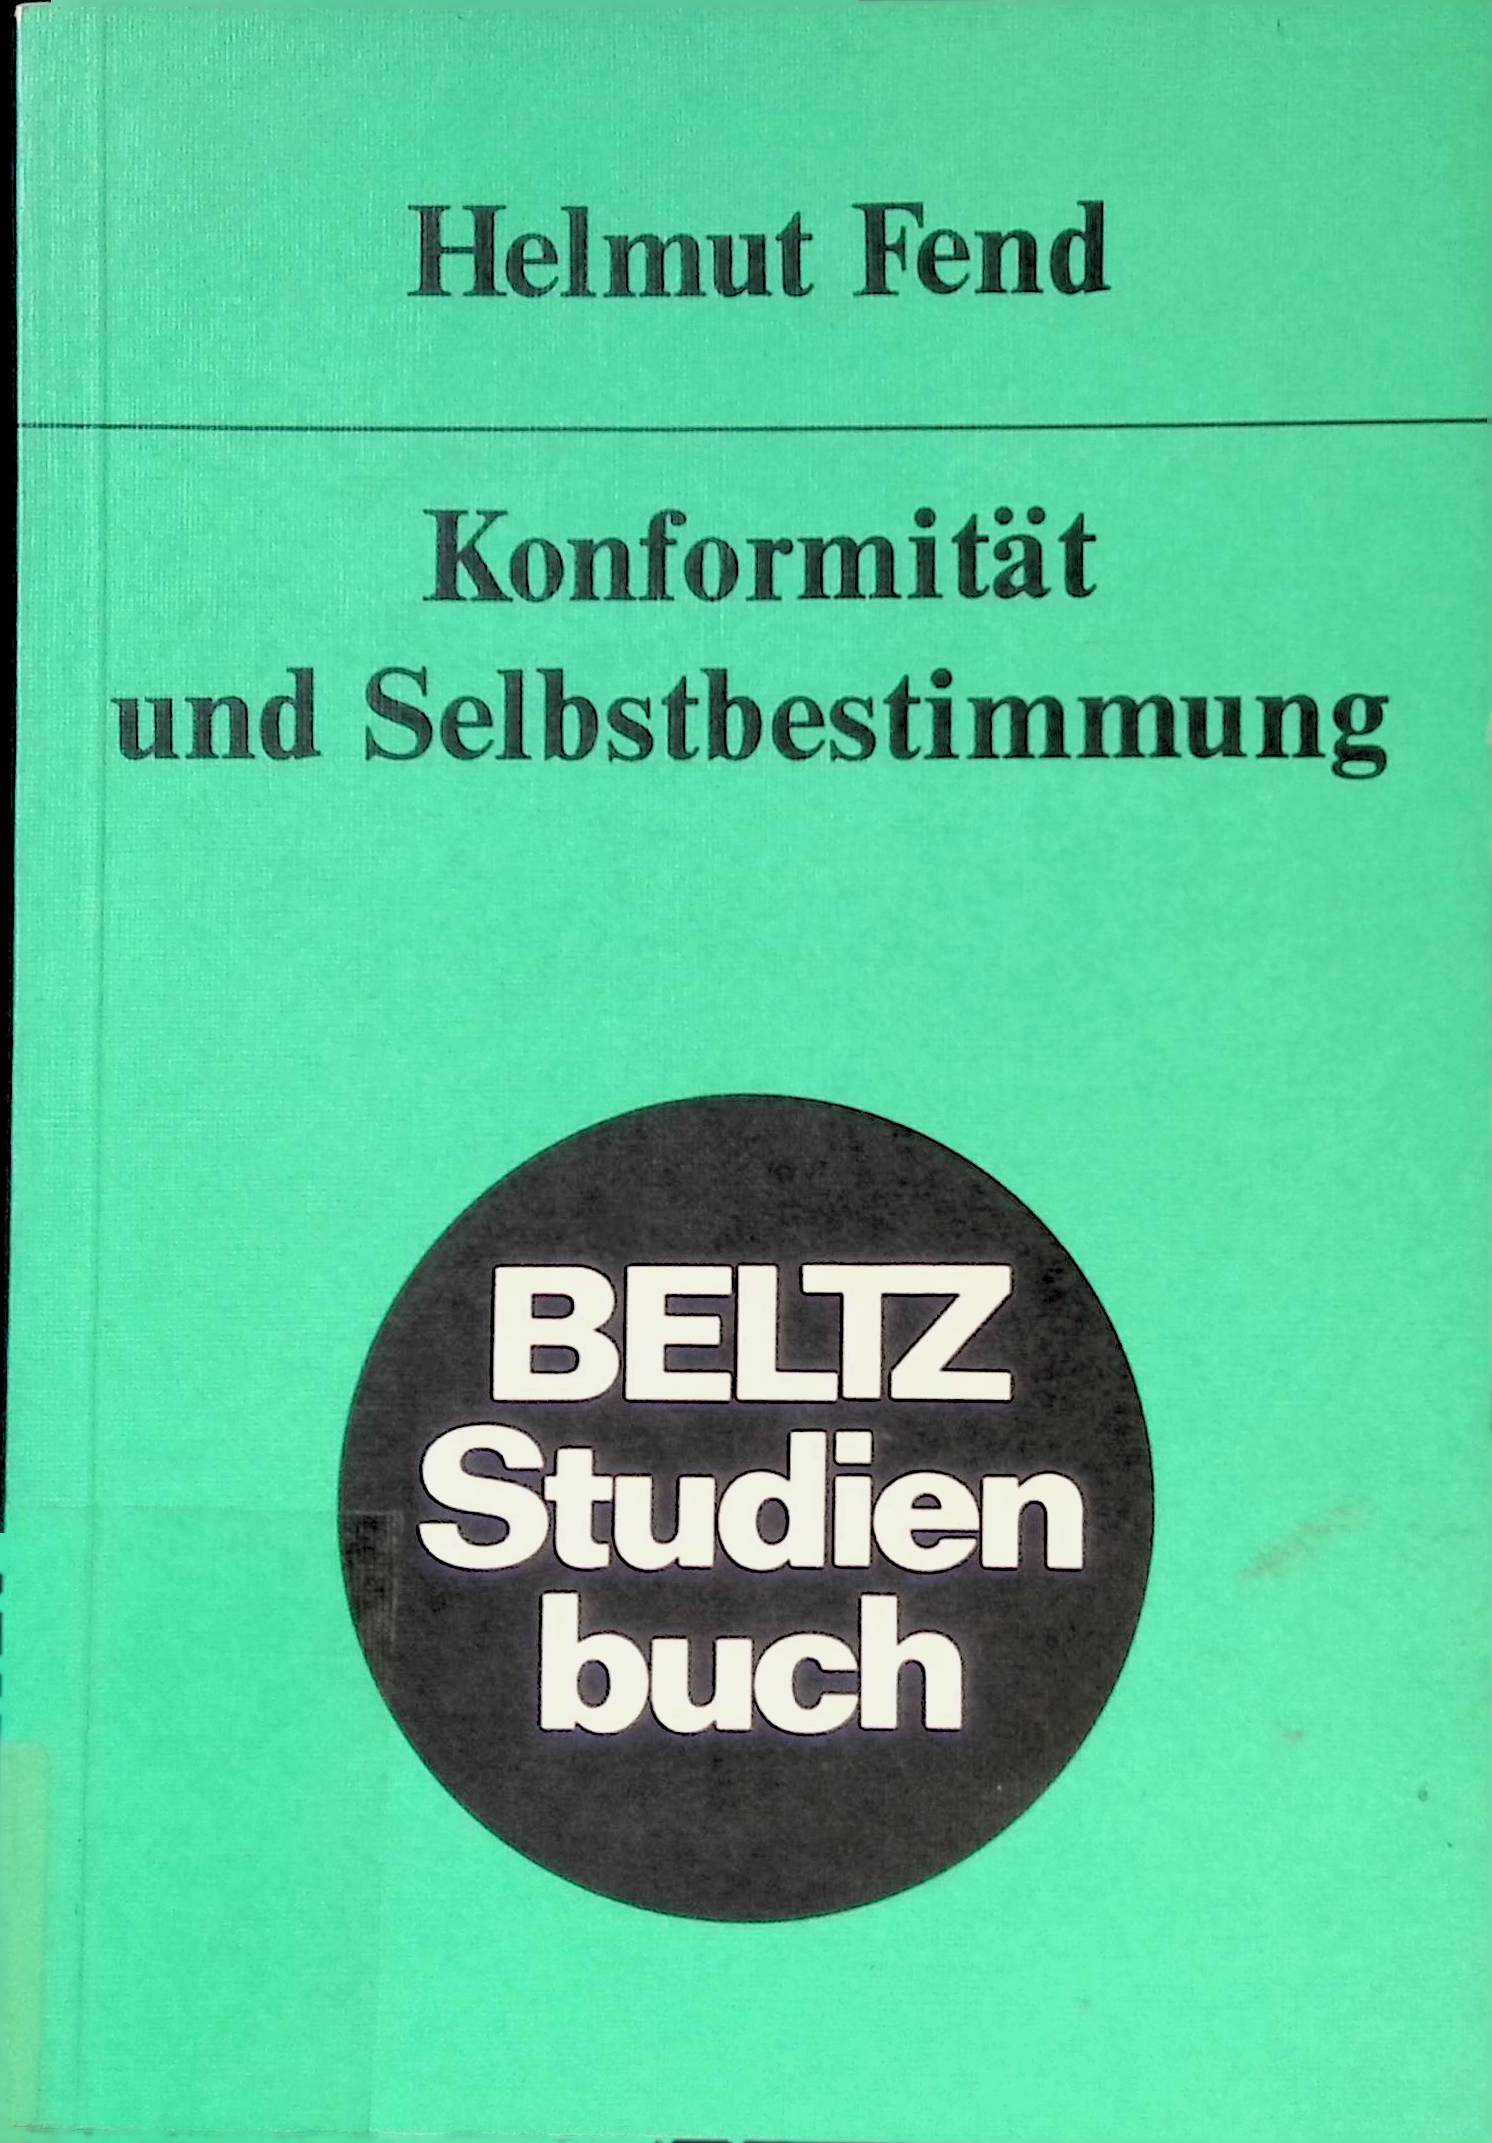 Helmut Fend
Konformität
und Selbstbestimmung
BELTZ
Studien
buch